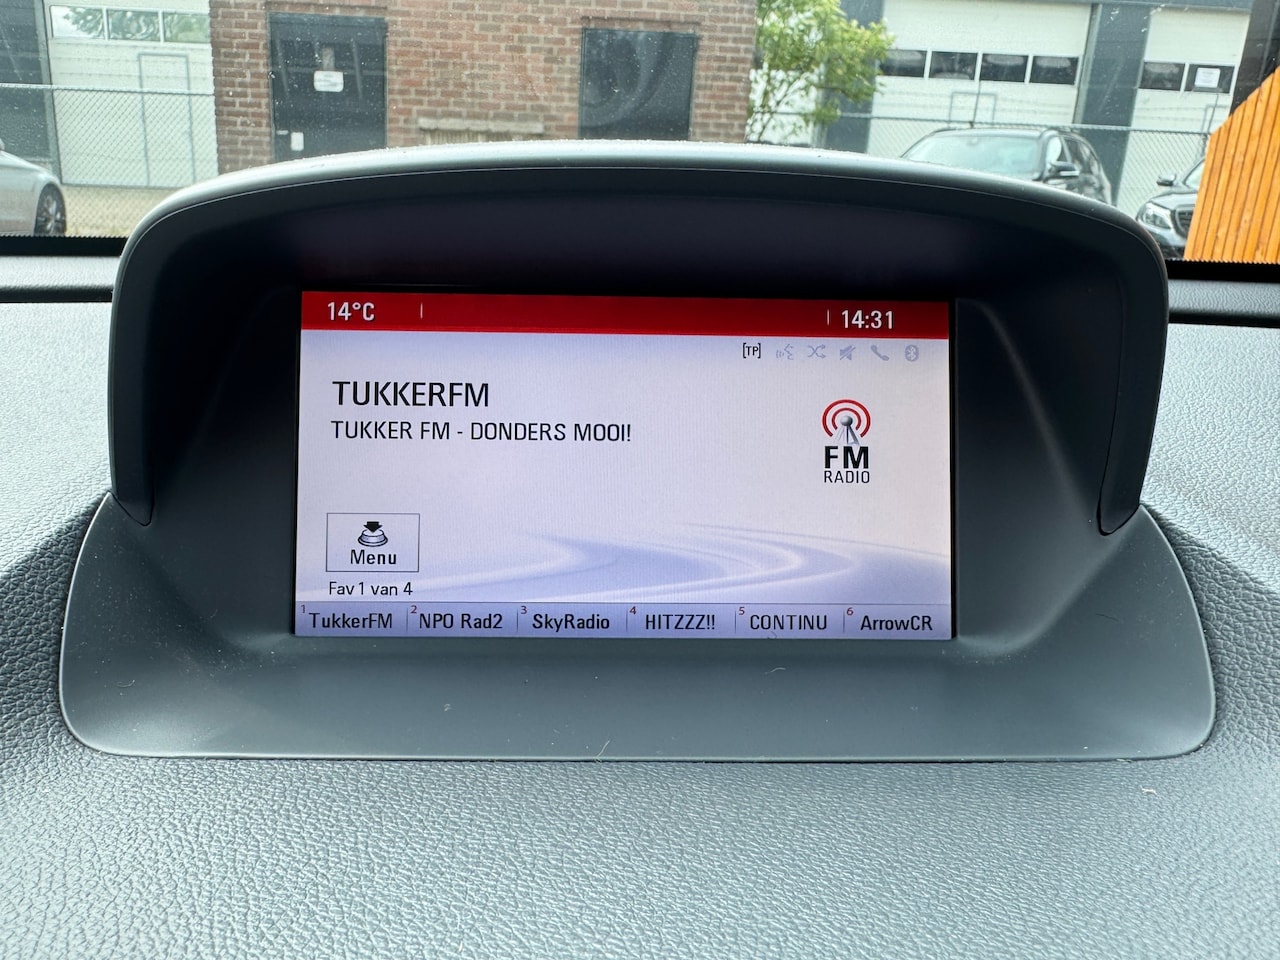 14°C 14:31
[TP]
TUKKERFM
TUKKER FM - DONDERS MOOI!
FM
RADIO
Menu
Fav 1 van 4
1 TukkerFM 2 NPO Rad2 3 SkyRadio 4 HITZZZ!! 5 CONTINU 6 ArrowCR